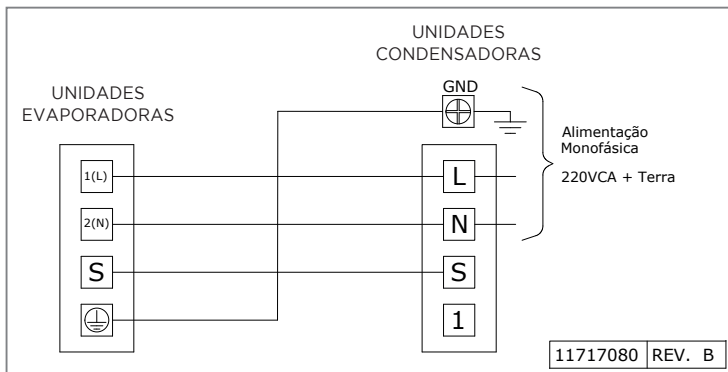 UNIDADES
CONDENSADORAS
UNIDADES
EVAPORADORAS
GND
Alimentação
Monofásica
220VCA + Terra
1(L)
L
2(N)
N
S
S
1
11717080 REV. B